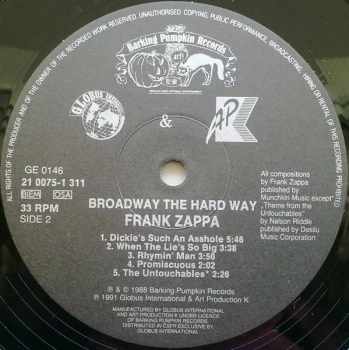 ALL RIGHTS OF THE PRODUCER AND OF THE OWNER OF THE RECORDED WORK RESERVED. UNAUTHORISED COPYING, PUBLIC PERFORMANCE, BROADCASTING, HIRING OR RENTAL OF THIS RECORDING PROHIBITED.
Barking Pumpkin Records
GLOBUS INTERNATIONAL
&
AP
GE 0146
21 0075-1 311
BIEM OSA
33 RPM
SIDE 2
BROADWAY THE HARD WAY
FRANK ZAPPA
1. Dickie's Such An Asshole 5:46
2. When The Lie's So Big 3:38
3. Rhymin' Man 3:50
4. Promiscuous 2:02
5. The Untouchables* 2:26
All compositions
by Frank Zappa
published by
Munchkin Music except*
„Theme from the
Untouchables"
by Nelson Riddle
published by Desilu
Music Corporation
℗ & © 1988 Barking Pumpkin Records
℗ 1991 Globus International & Art Production K
MANUFACTURED BY GLOBUS INTERNATIONAL
AND ART PRODUCTION K UNDER LICENCE
OF BARKING PUMPKIN RECORDS
DISTRIBUTED IN ČSFR EXCLUSIVE BY
GLOBUS INTERNATIONAL